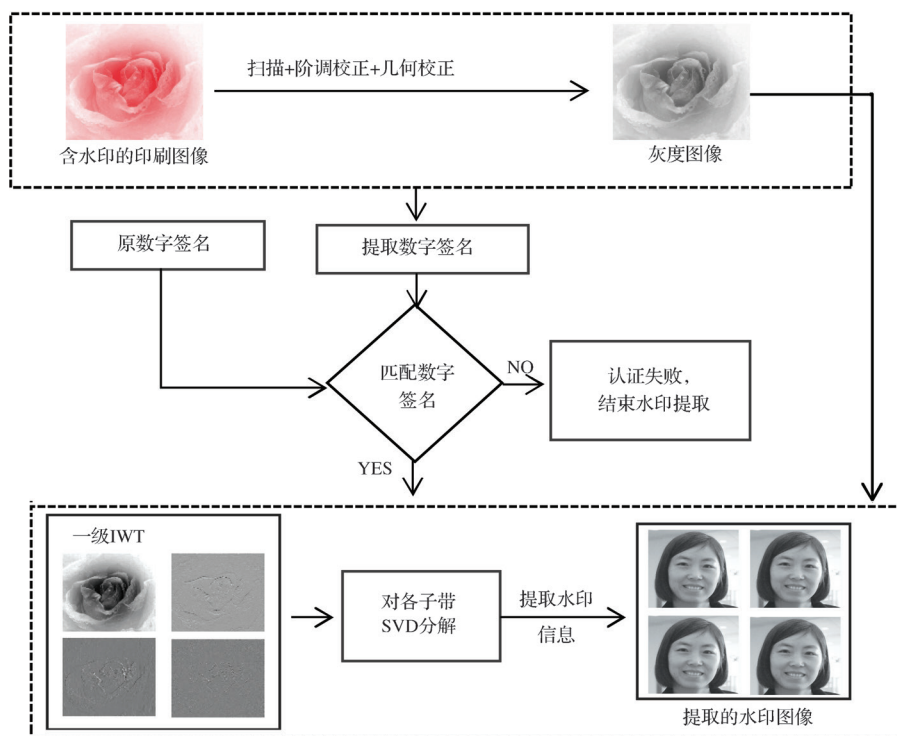 扫描+阶调校正+几何校正
含水印的印刷图像
灰度图像
原数字签名
提取数字签名
匹配数字
签名
NO
认证失败，
结束水印提取
YES
一级IWT
对各子带
SVD分解
提取水印
信息
提取的水印图像